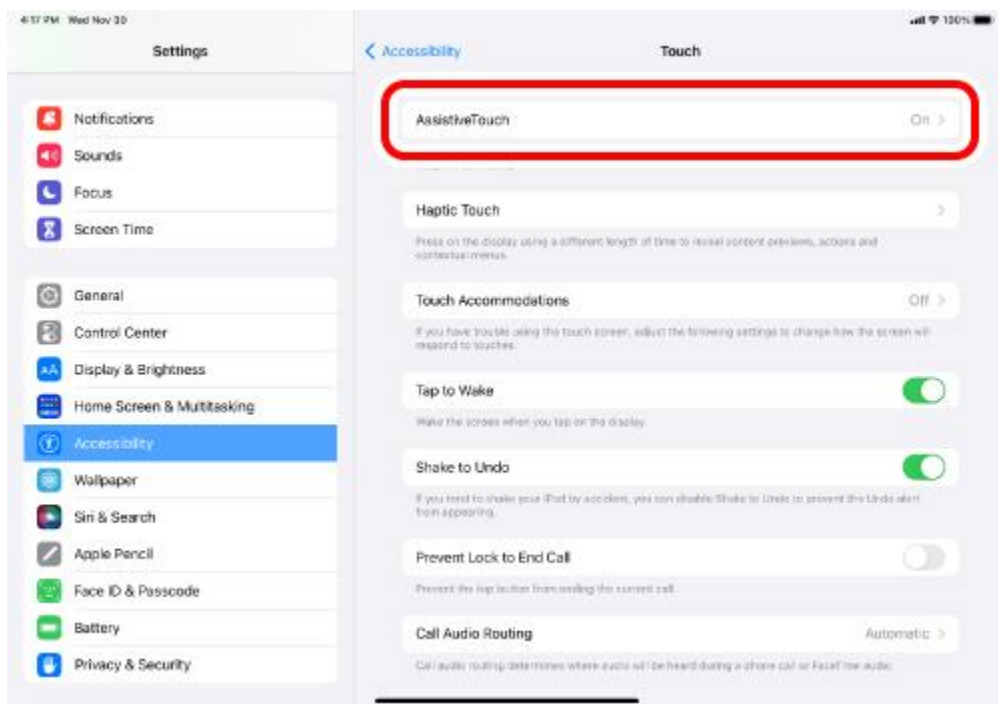 4:17 PM Wed Nov 30
100%
Settings
Accessibility
Touch
Notifications
Sounds
Focus
Screen Time
General
Control Center
Display & Brightness
Home Screen & Multitasking
Accessibility
Wallpaper
Siri & Search
Apple Pencil
Face ID & Passcode
Battery
Privacy & Security
AssistiveTouch
On
Haptic Touch
Press on the display using a different length of time to reveal content previews, actions and
contextual menus.
Touch Accommodations
Off
If you have trouble using the touch screen, adjust the following settings to change how the screen will
respond to touches.
Tap to Wake
Wake the screen when you tap on the display.
Shake to Undo
If you tend to shake your iPad by accident, you can disable Shake to Undo to prevent the Undo alert
from appearing.
Prevent Lock to End Call
Prevent the top button from ending the current call.
Call Audio Routing
Automatic
Call audio routing determines where audio will be heard during a phone call or FaceTime audio.